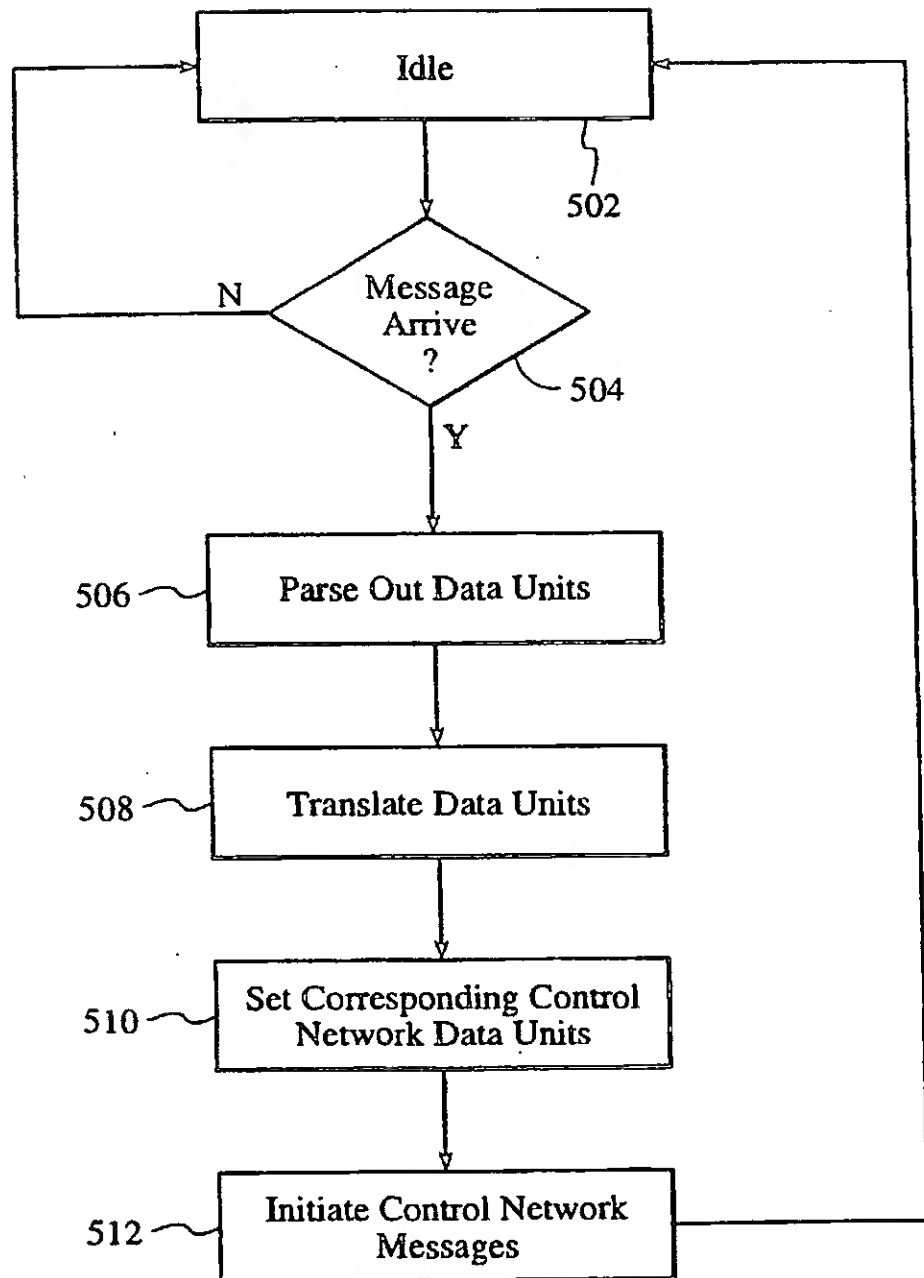 Idle
502
Message
Arrive
?
N
504
Y
506
Parse Out Data Units
508
Translate Data Units
510
Set Corresponding Control
Network Data Units
512
Initiate Control Network
Messages